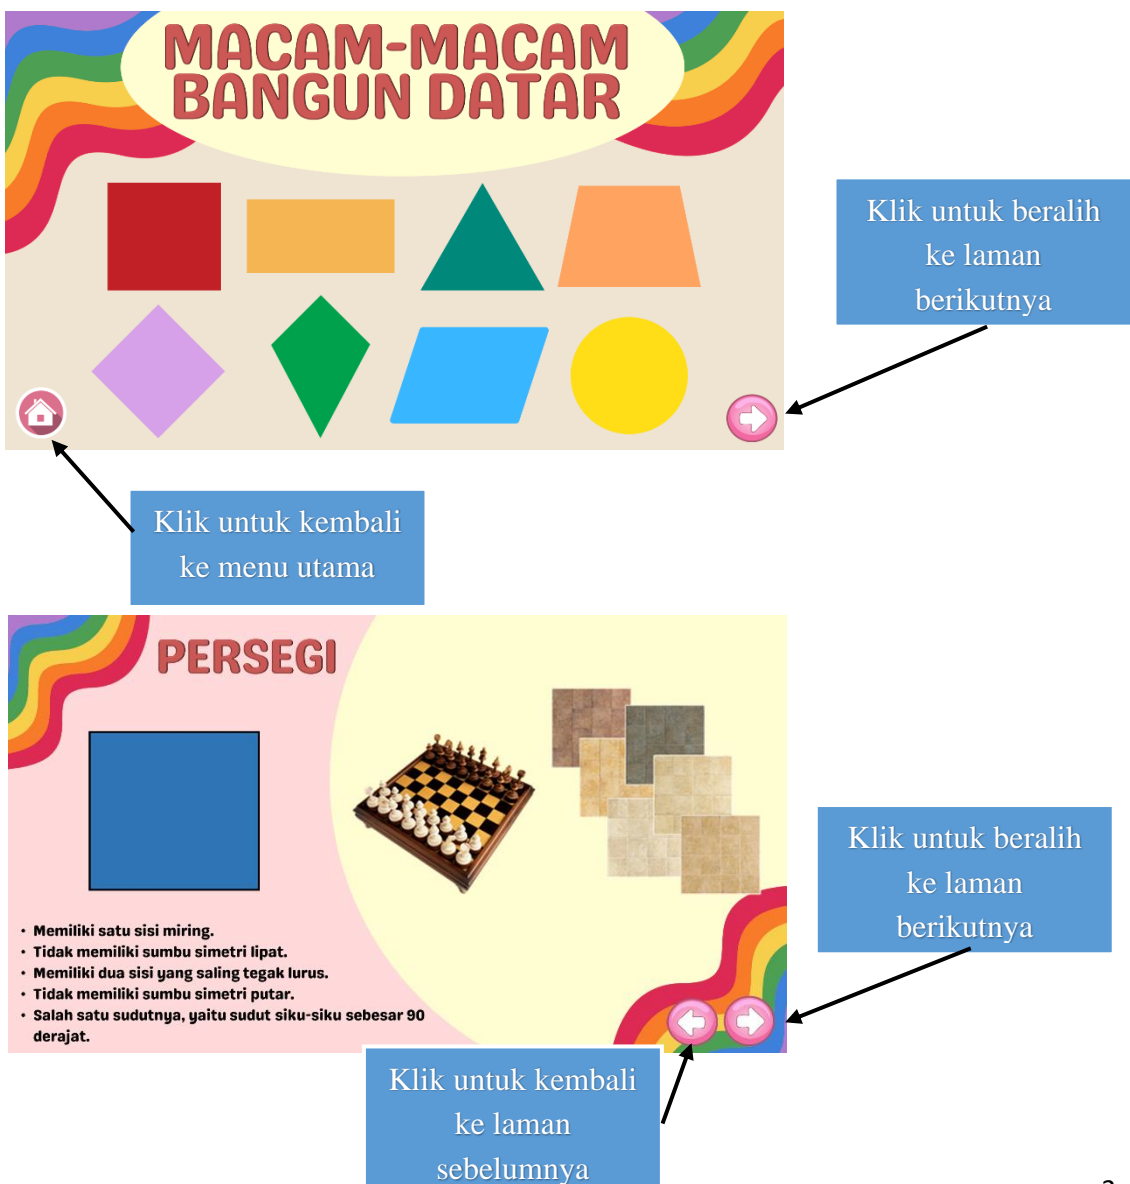 MACAM-MACAM
BANGUN DATAR
Klik untuk beralih
ke laman
berikutnya
Klik untuk kembali
ke menu utama
PERSEGI
• Memiliki satu sisi miring.
• Tidak memiliki sumbu simetri lipat.
• Memiliki dua sisi yang saling tegak lurus.
• Tidak memiliki sumbu simetri putar.
• Salah satu sudutnya, yaitu sudut siku-siku sebesar 90
derajat.
Klik untuk beralih
ke laman
berikutnya
Klik untuk kembali
ke laman
sebelumnya